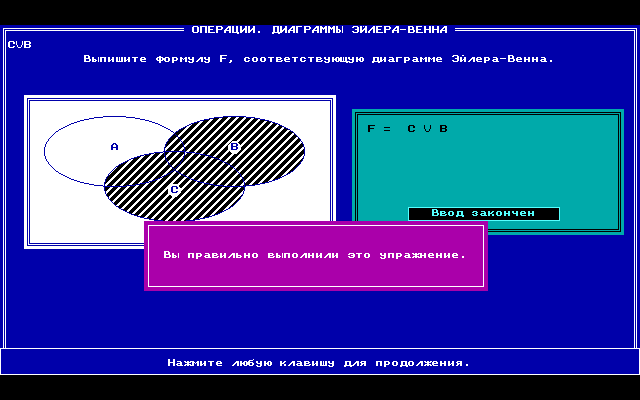 ОПЕРАЦИИ. ДИАГРАММЫ ЭЙЛЕРА-ВЕННА
C∪B
Выпишите формулу F, соответствующую диаграмме Эйлера-Венна.
A
B
C
F = C ∪ B
Ввод закончен
Вы правильно выполнили это упражнение.
Нажмите любую клавишу для продолжения.